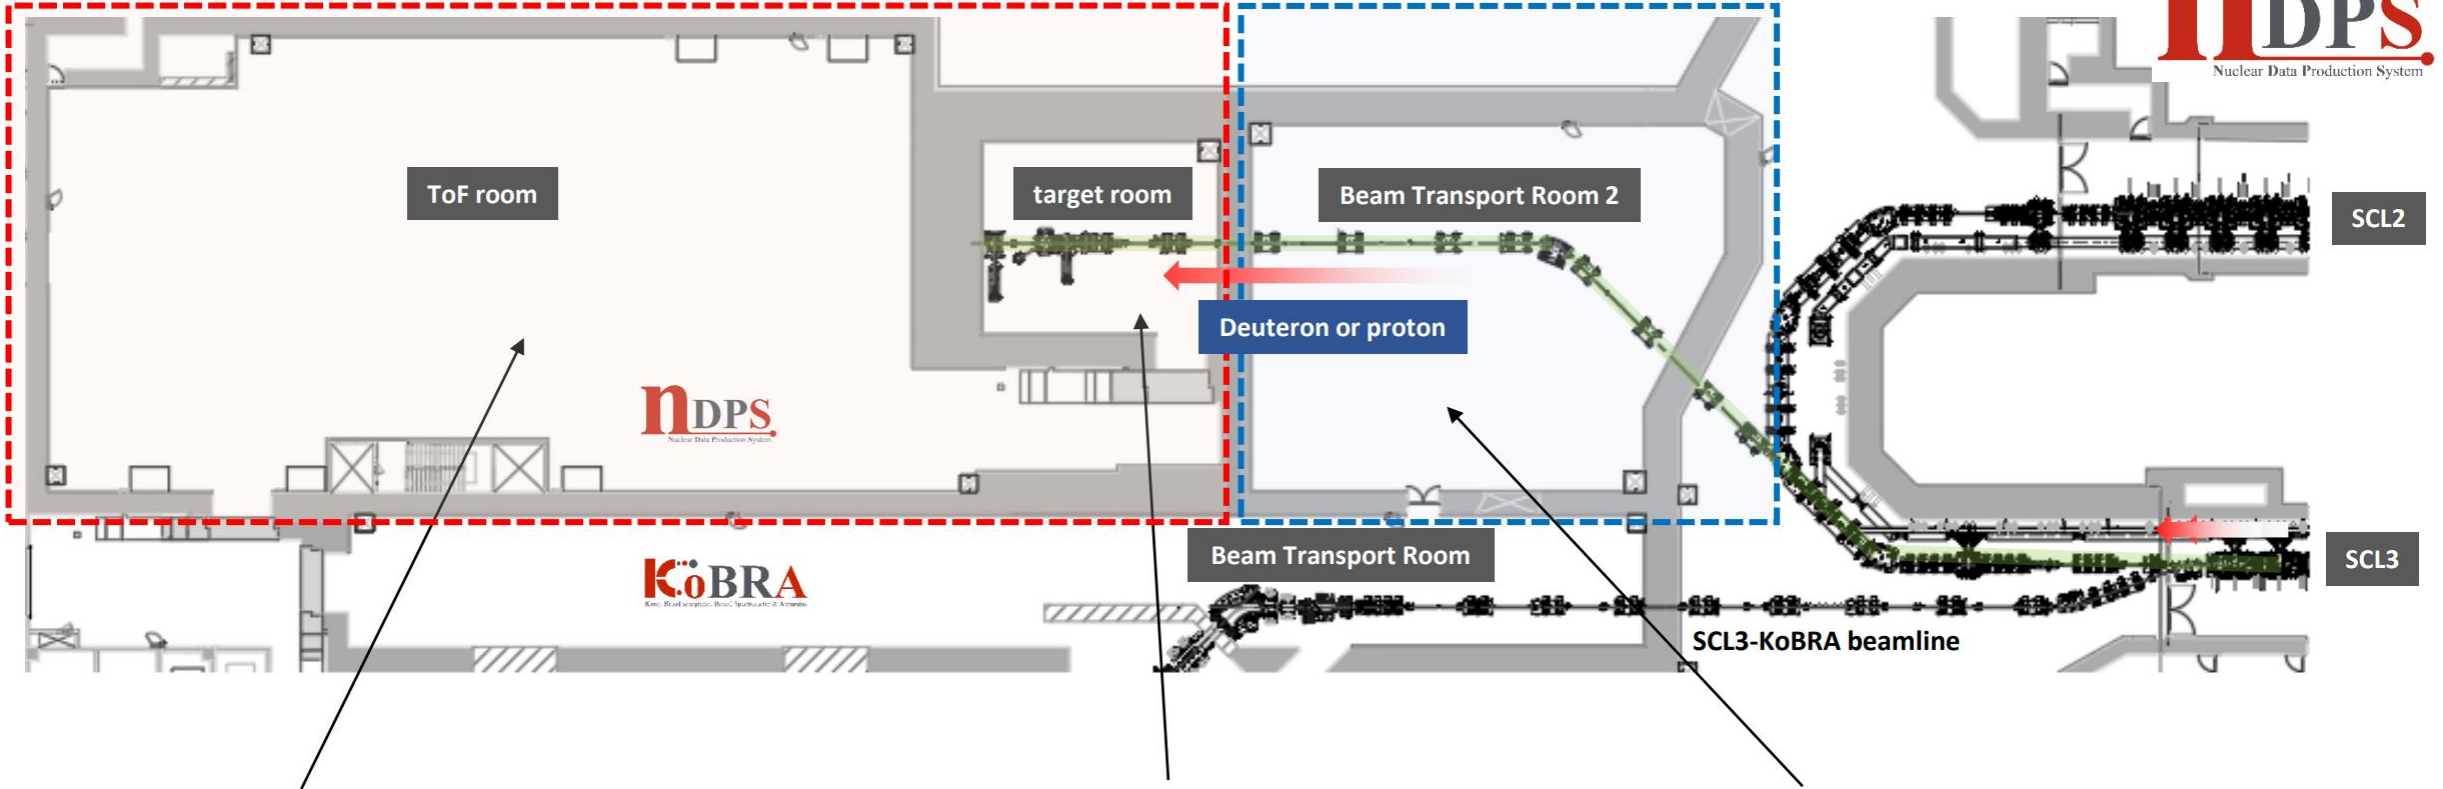 nDPS
Nuclear Data Production System
ToF room
target room
Beam Transport Room 2
SCL2
Deuteron or proton
nDPS
Nuclear Data Production System
Beam Transport Room
SCL3
KoBRA
SCL3-KoBRA beamline